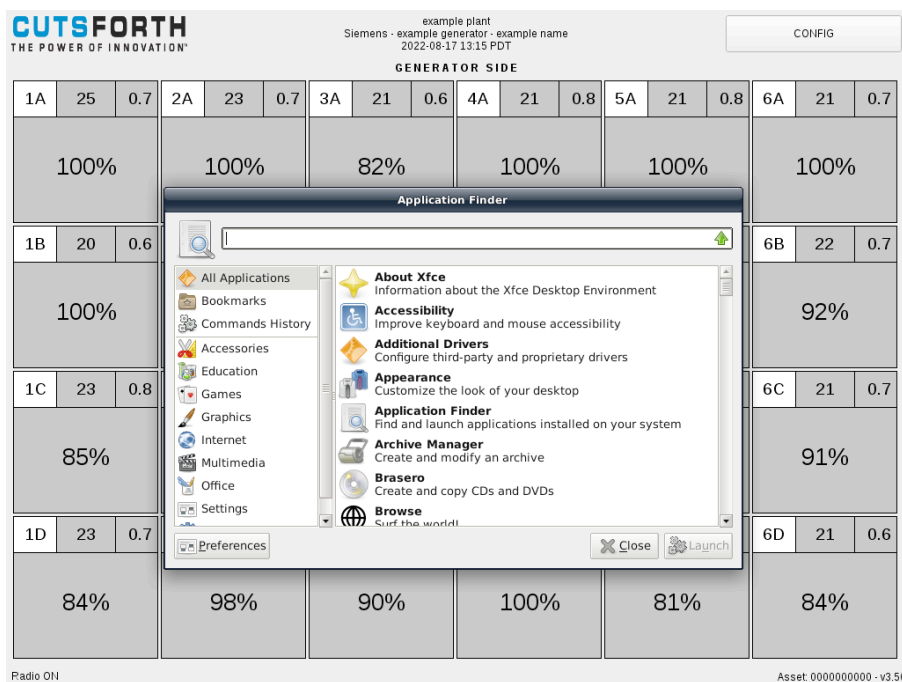 CUTSFORTH
THE POWER OF INNOVATION
example plant
Siemens - example generator - example name
2022-08-17 13:15 PDT
CONFIG
GENERATOR SIDE
1A 25 0.7 2A 23 0.7 3A 21 0.6 4A 21 0.8 5A 21 0.8 6A 21 0.7
100% 100% 82% 100% 100% 100%
Application Finder
1B 20 0.6
100%
6B 22 0.7
92%
All Applications
Bookmarks
Commands History
Accessories
Education
Games
Graphics
Internet
Multimedia
Office
Settings
About Xfce
Information about the Xfce Desktop Environment
Accessibility
Improve keyboard and mouse accessibility
Additional Drivers
Configure third-party and proprietary drivers
Appearance
Customize the look of your desktop
Application Finder
Find and launch applications installed on your system
Archive Manager
Create and modify an archive
Brasero
Create and copy CDs and DVDs
Browse
Surf the world!
Preferences
Close
Launch
1C 23 0.8
85%
6C 21 0.7
91%
1D 23 0.7
6D 21 0.6
84% 98% 90% 100% 81% 84%
Radio ON
Asset: 0000000000 - v3.5